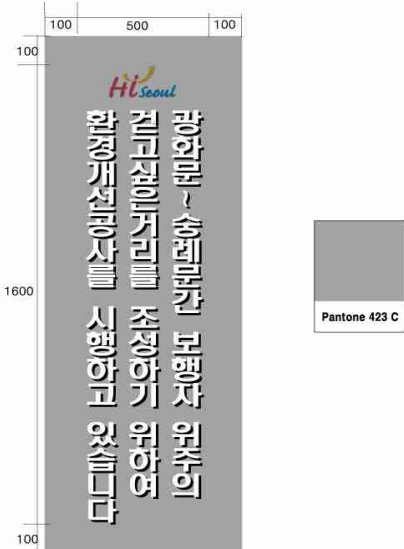 100 500 100
100
Hi Seoul
광화문~숭례문간 보행자 위주의
걷고싶은거리를 조성하기 위하여
환경개선공사를 시행하고 있습니다
1600
Pantone 423 C
100